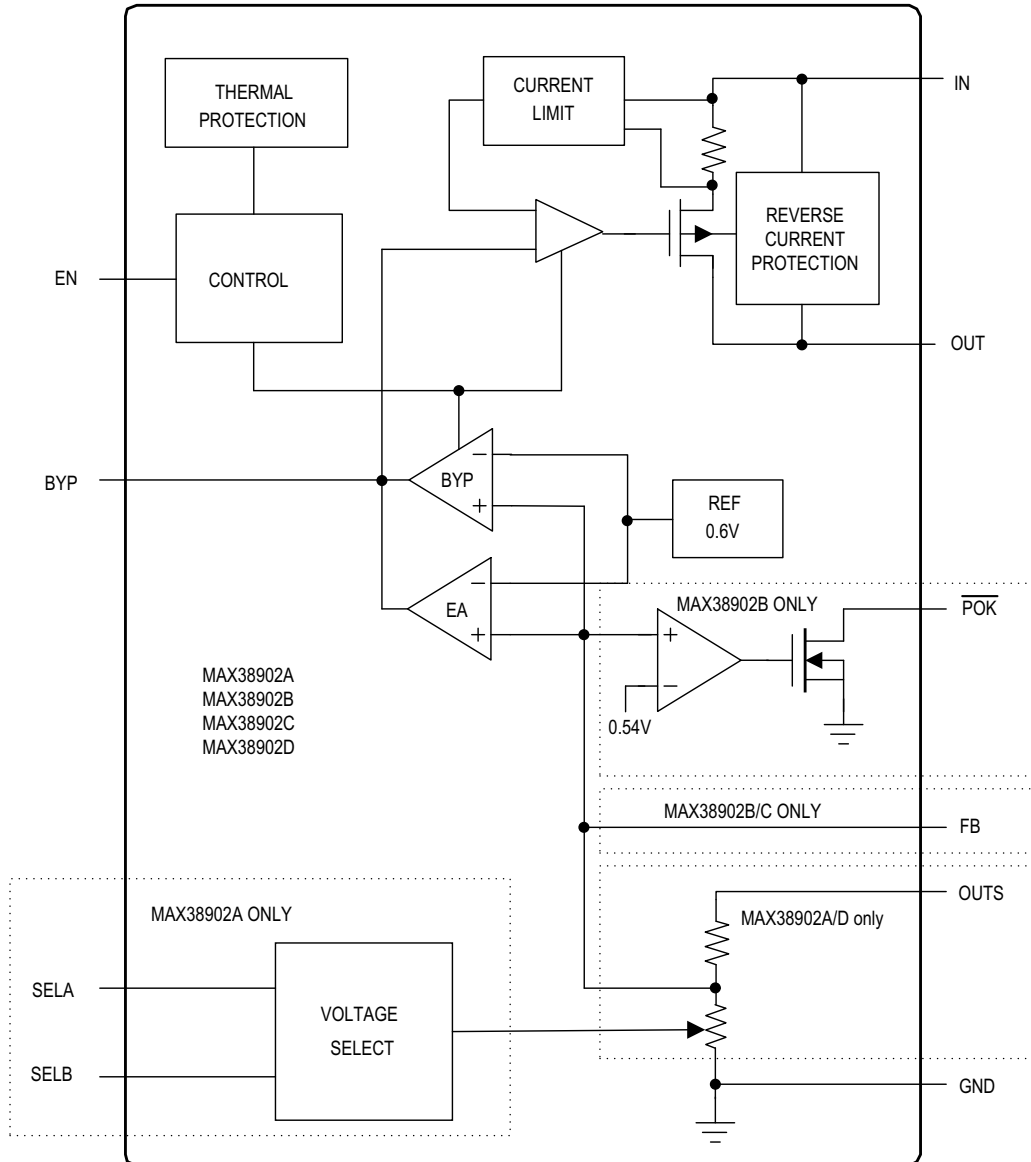 THERMAL
PROTECTION
CURRENT
LIMIT
IN
REVERSE
CURRENT
PROTECTION
EN
CONTROL
OUT
BYP
BYP
−
+
REF
0.6V
EA
−
+
MAX38902B ONLY
POK
+
−
0.54V
MAX38902A
MAX38902B
MAX38902C
MAX38902D
MAX38902B/C ONLY
FB
OUTS
MAX38902A/D only
MAX38902A ONLY
SELA
VOLTAGE
SELECT
SELB
GND